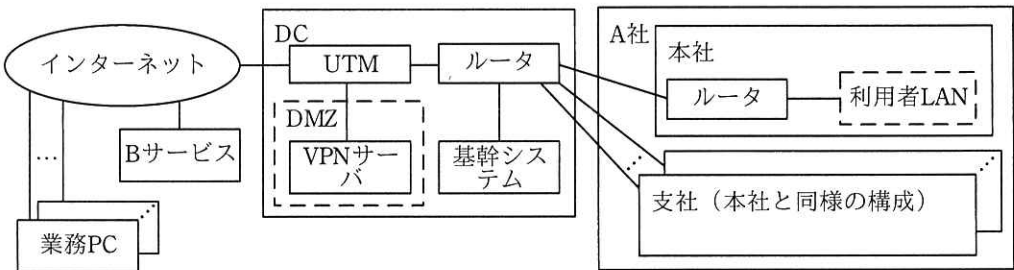 インターネット
Bサービス
…
業務PC
DC
UTM
ルータ
DMZ
VPNサー
バ
基幹シス
テム
A社
本社
ルータ
利用者LAN
支社（本社と同様の構成）